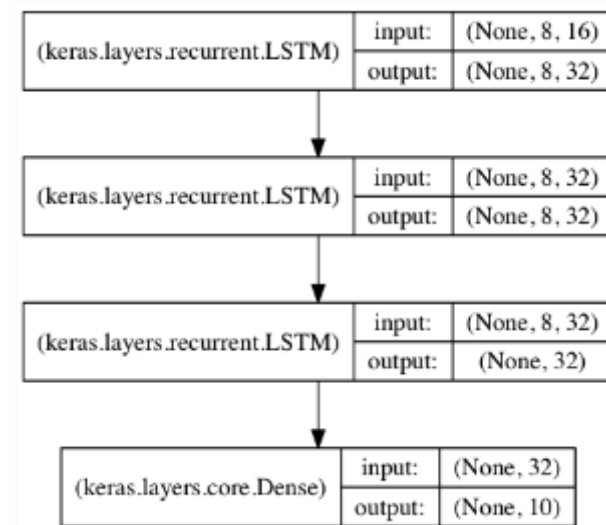 (keras.layers.recurrent.LSTM)
input: (None, 8, 16)
output: (None, 8, 32)
(keras.layers.recurrent.LSTM)
input: (None, 8, 32)
output: (None, 8, 32)
(keras.layers.recurrent.LSTM)
input: (None, 8, 32)
output: (None, 32)
(keras.layers.core.Dense)
input: (None, 32)
output: (None, 10)